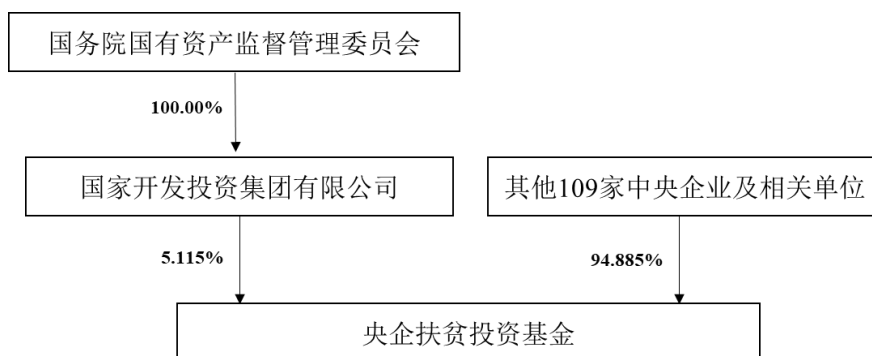 国务院国有资产监督管理委员会
100.00%
国家开发投资集团有限公司
其他109家中央企业及相关单位
5.115%
94.885%
央企扶贫投资基金